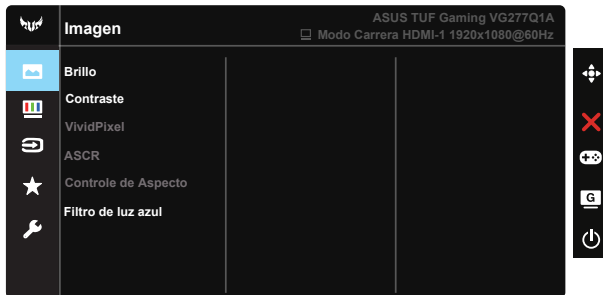 Imagen
ASUS TUF Gaming VG277Q1A
Modo Carrera HDMI-1 1920x1080@60Hz
Brillo
Contraste
VividPixel
ASCR
Controle de Aspecto
Filtro de luz azul
G